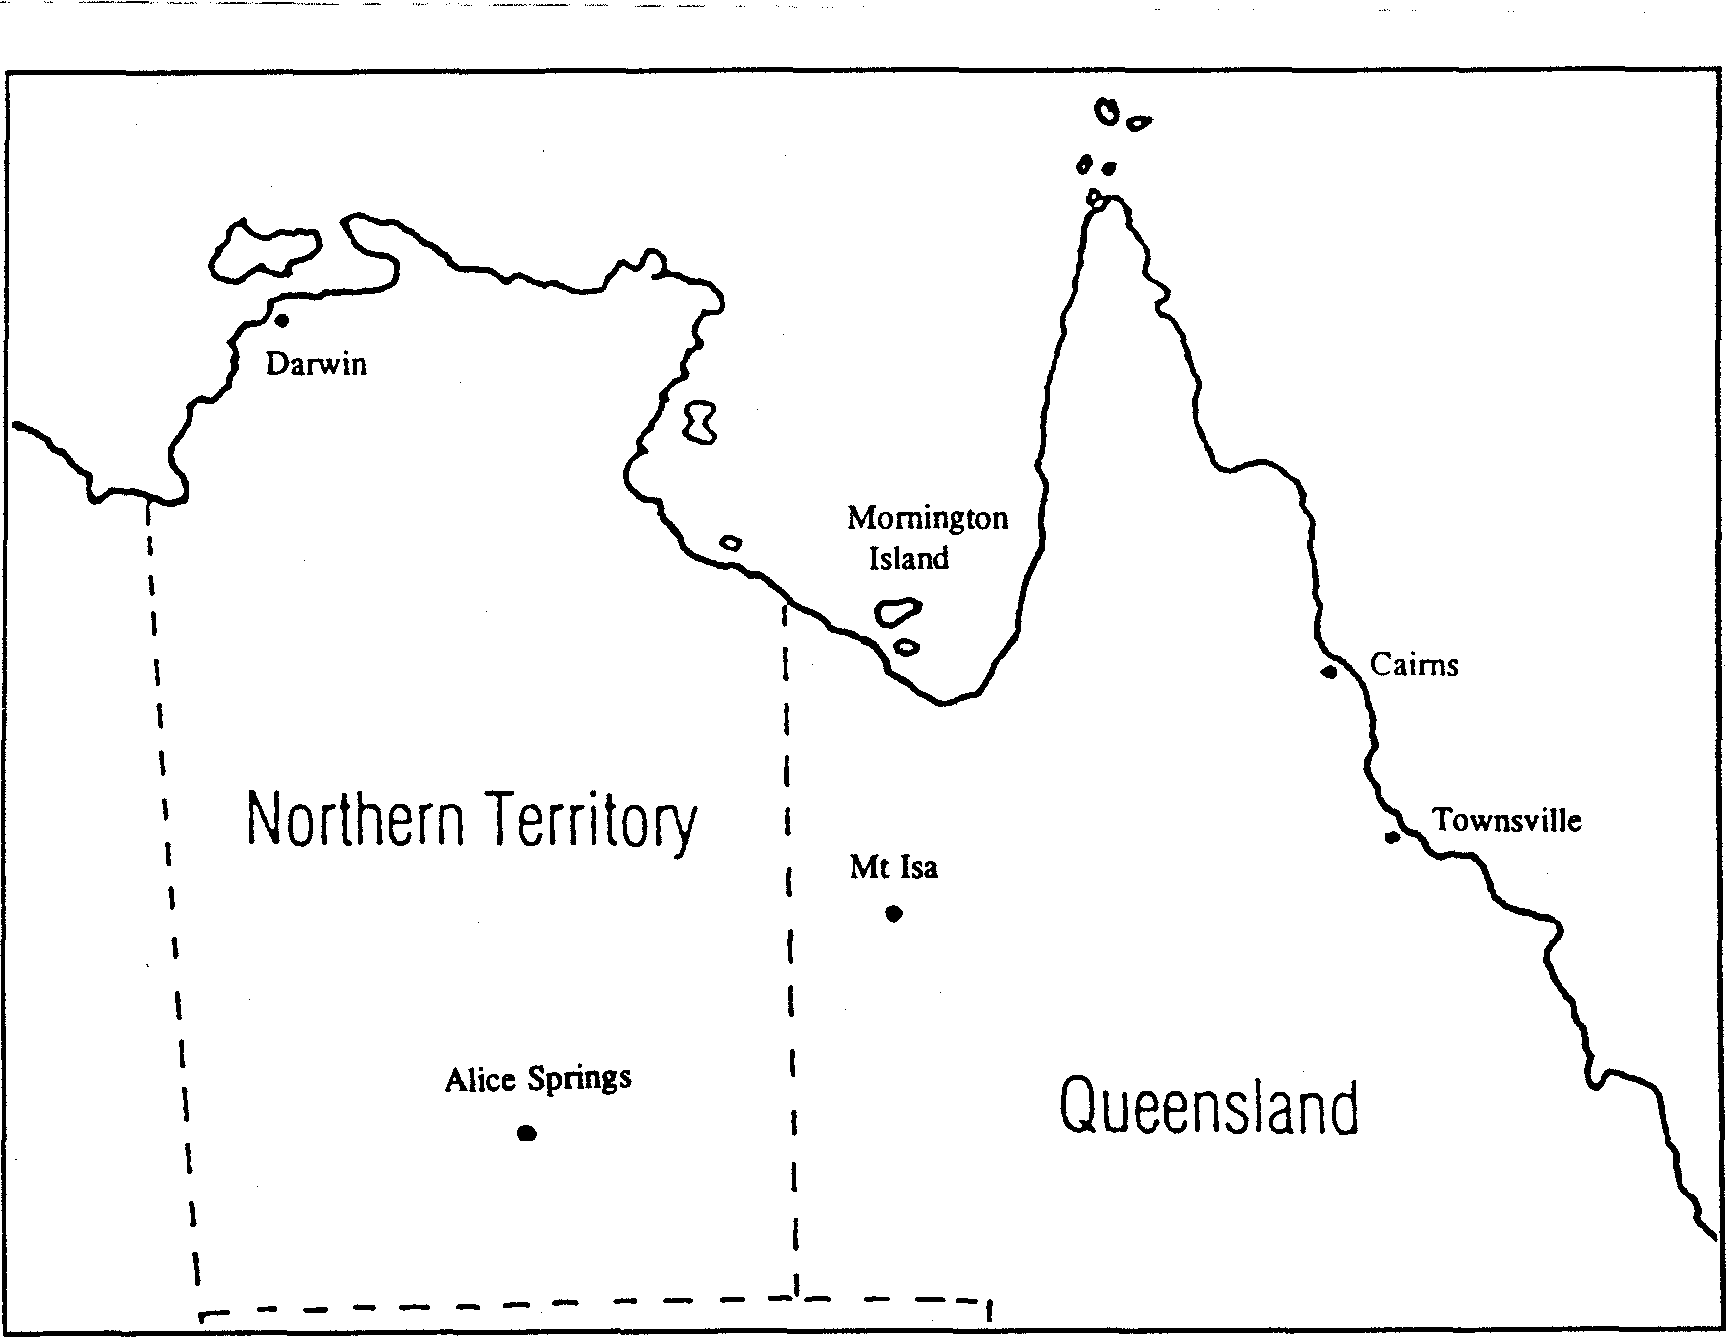 Darwin
Mornington
Island
Cairns
Northern Territory
Townsville
Mt Isa
Alice Springs
Queensland